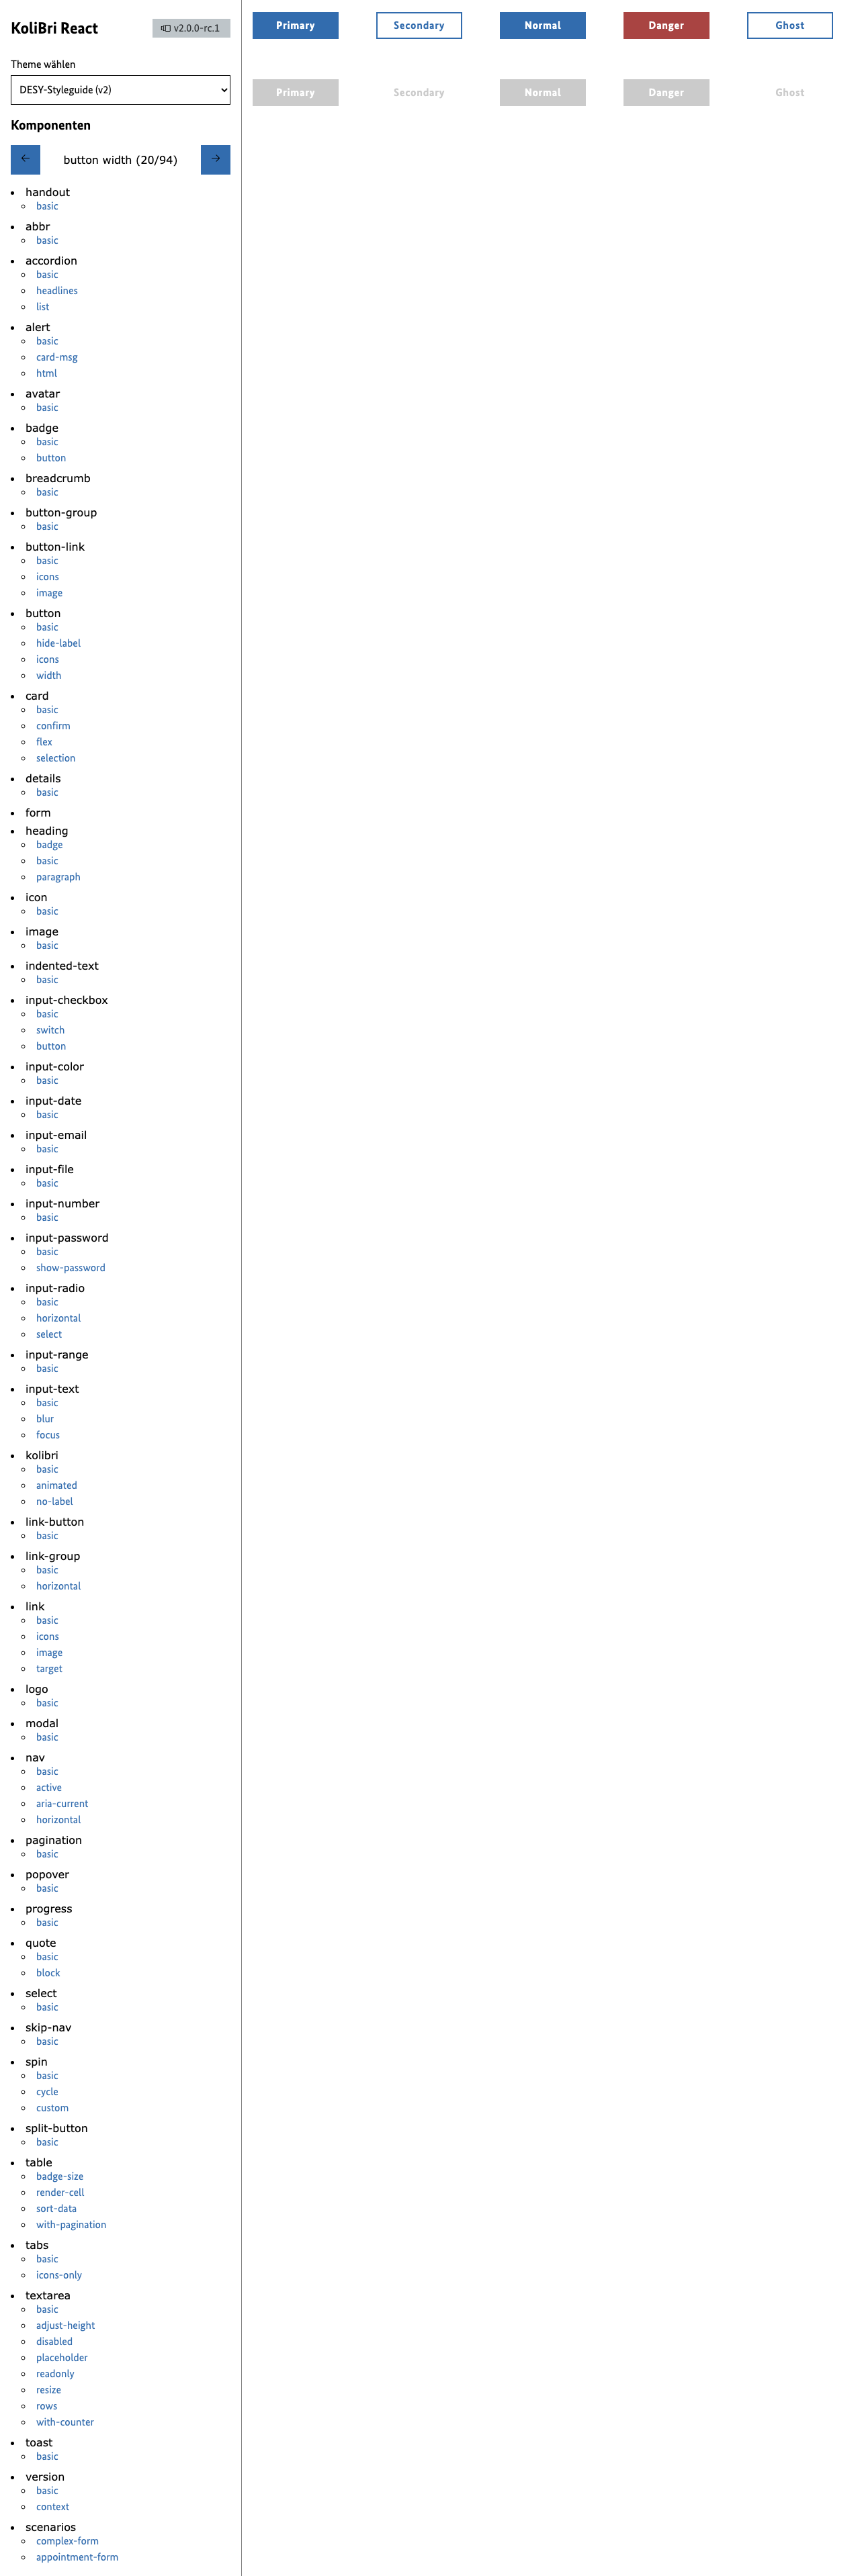 KoliBri React
v2.0.0-rc.1
Theme wählen
DESY-Styleguide (v2)
Komponenten
button width (20/94)
handout
basic
abbr
basic
accordion
basic
headlines
list
alert
basic
card-msg
html
avatar
basic
badge
basic
button
breadcrumb
basic
button-group
basic
button-link
basic
icons
image
button
basic
hide-label
icons
width
card
basic
confirm
flex
selection
details
basic
form
heading
badge
basic
paragraph
icon
basic
image
basic
indented-text
basic
input-checkbox
basic
switch
button
input-color
basic
input-date
basic
input-email
basic
input-file
basic
input-number
basic
input-password
basic
show-password
input-radio
basic
horizontal
select
input-range
basic
input-text
basic
blur
focus
kolibri
basic
animated
no-label
link-button
basic
link-group
basic
horizontal
link
basic
icons
image
target
logo
basic
modal
basic
nav
basic
active
aria-current
horizontal
pagination
basic
popover
basic
progress
basic
quote
basic
block
select
basic
skip-nav
basic
spin
basic
cycle
custom
split-button
basic
table
badge-size
render-cell
sort-data
with-pagination
tabs
basic
icons-only
textarea
basic
adjust-height
disabled
placeholder
readonly
resize
rows
with-counter
toast
basic
version
basic
context
scenarios
complex-form
appointment-form
Primary Secondary Normal Danger Ghost
Primary Secondary Normal Danger Ghost